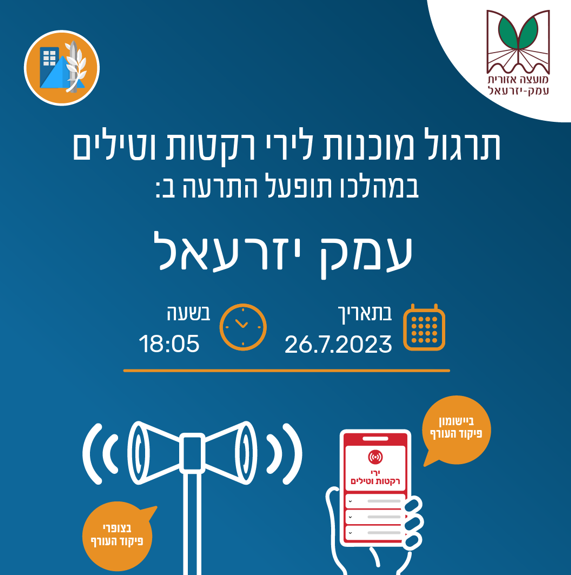 מועצה אזורית
עמק-יזרעאל
תרגול מוכנות לירי רקטות וטילים
במהלכו תופעל התרעה ב:
עמק יזרעאל
בתאריך
26.7.2023
בשעה
18:05
ביישומון
פיקוד העורף
ירי
רקטות וטילים
בצופרי
פיקוד העורף